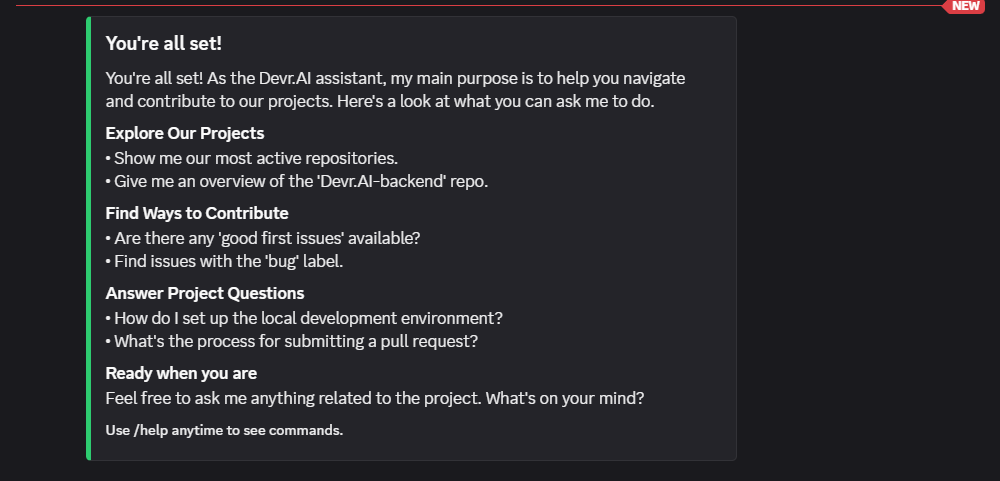 NEW
You're all set!
You're all set! As the Devr.AI assistant, my main purpose is to help you navigate
and contribute to our projects. Here's a look at what you can ask me to do.
Explore Our Projects
• Show me our most active repositories.
• Give me an overview of the 'Devr.AI-backend' repo.
Find Ways to Contribute
• Are there any 'good first issues' available?
• Find issues with the 'bug' label.
Answer Project Questions
• How do I set up the local development environment?
• What's the process for submitting a pull request?
Ready when you are
Feel free to ask me anything related to the project. What's on your mind?
Use /help anytime to see commands.